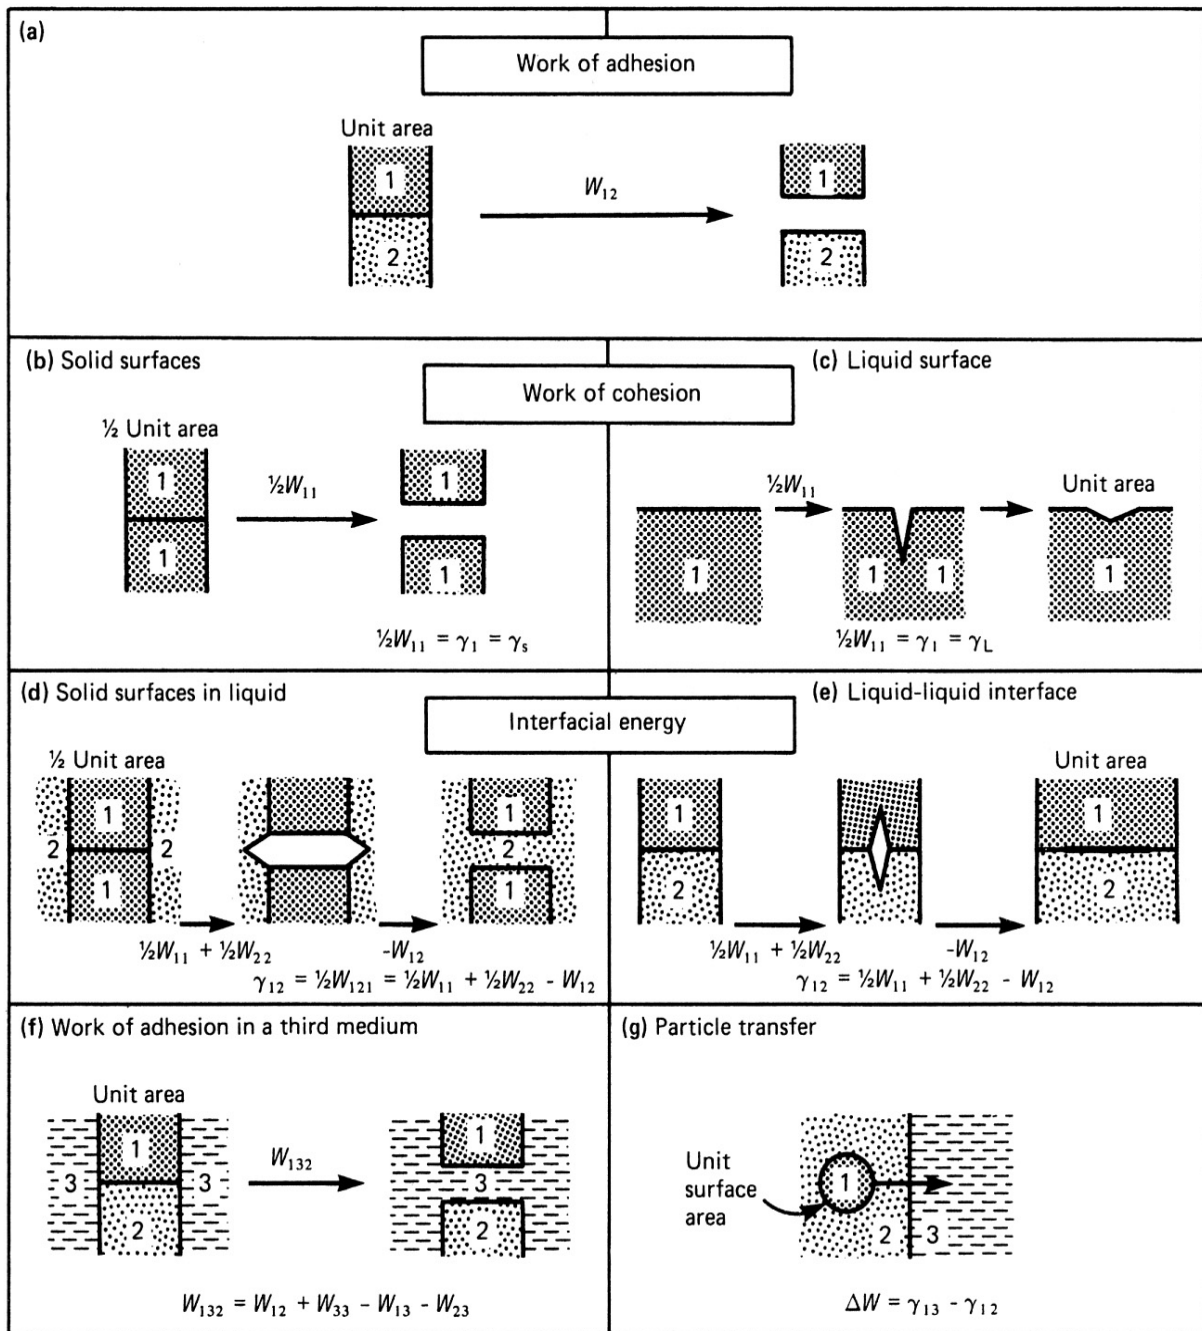 (a)
Work of adhesion
Unit area
1
W₁₂
1
2
2
(b) Solid surfaces
(c) Liquid surface
Work of cohesion
½ Unit area
1
½W₁₁
1
1
1
½W₁₁ = γ₁ = γₛ
½W₁₁
Unit area
1
1 1
1
½W₁₁ = γ₁ = γ_L
(d) Solid surfaces in liquid
(e) Liquid-liquid interface
Interfacial energy
½ Unit area
1
2 2
1
1
2
1
½W₁₁ + ½W₂₂
-W₁₂
γ₁₂ = ½W₁₂₁ = ½W₁₁ + ½W₂₂ - W₁₂
Unit area
1
2
1
2
½W₁₁ + ½W₂₂
-W₁₂
γ₁₂ = ½W₁₁ + ½W₂₂ - W₁₂
(f) Work of adhesion in a third medium
Unit area
1
3 3
2
W₁₃₂
1
3
2
W₁₃₂ = W₁₂ + W₃₃ - W₁₃ - W₂₃
(g) Particle transfer
Unit
surface
area
1
2 3
ΔW = γ₁₃ - γ₁₂